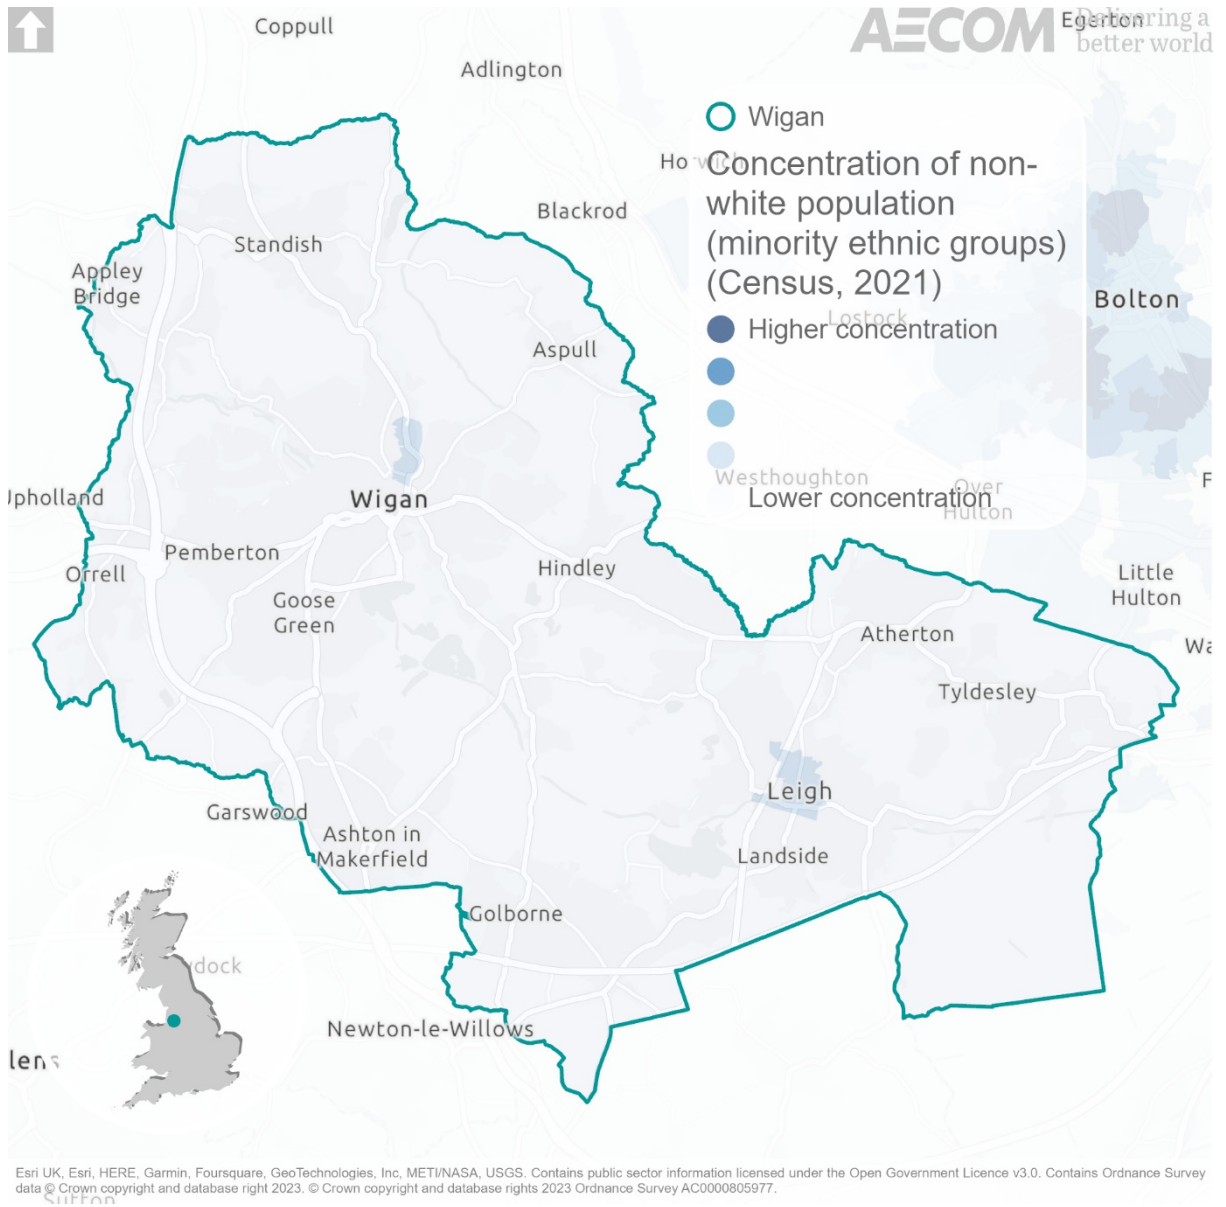 Coppull
Egerton
AECOM
Delivering a
better world
Adlington
Wigan
Horwich
Concentration of non-
white population
(minority ethnic groups)
(Census, 2021)
Blackrod
Standish
Appley
Bridge
Bolton
Lostock
Higher concentration
Aspull
Westhoughton
Over
Hulton
Lower concentration
Upholland
Wigan
F
Pemberton
Orrell
Hindley
Little
Hulton
Goose
Green
Atherton
Wa
Tyldesley
Leigh
Garswood
Ashton in
Makerfield
Landside
Golborne
dock
Newton-le-Willows
lens
Esri UK, Esri, HERE, Garmin, Foursquare, GeoTechnologies, Inc, METI/NASA, USGS. Contains public sector information licensed under the Open Government Licence v3.0. Contains Ordnance Survey
data © Crown copyright and database right 2023. © Crown copyright and database rights 2023 Ordnance Survey AC0000805977.
Sutton